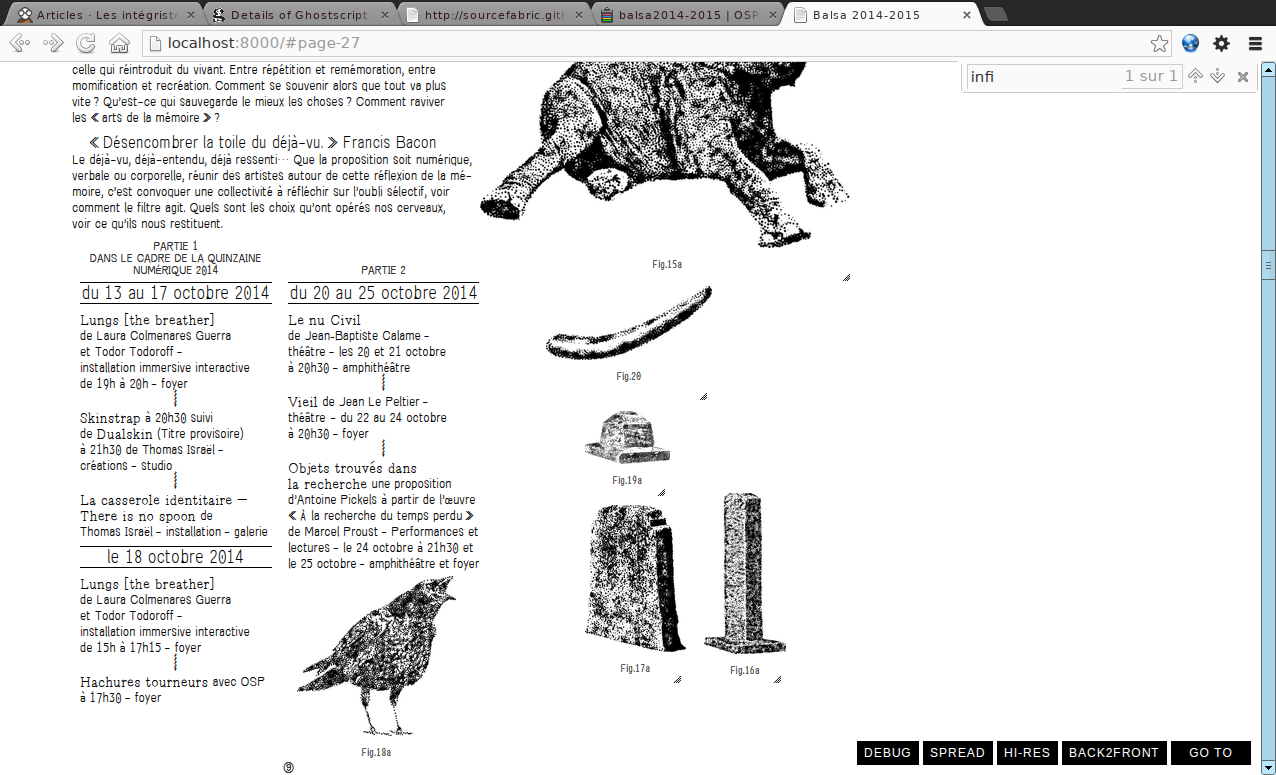 Articles · Les intégriste
Details of Ghostscript
http://sourcefabric.gith
balsa2014-2015 | OSP
Balsa 2014-2015
localhost:8000/#page-27
infi
1 sur 1
celle qui réintroduit du vivant. Entre répétition et remémoration, entre
momification et recréation. Comment se souvenir alors que tout va plus
vite ? Qu'est-ce qui sauvegarde le mieux les choses ? Comment raviver
les « arts de la mémoire » ?
« Désencombrer la toile du déjà-vu. » Francis Bacon
Le déjà-vu, déjà-entendu, déjà ressenti… Que la proposition soit numérique,
verbale ou corporelle, réunir des artistes autour de cette réflexion de la mé-
moire, c'est convoquer une collectivité à réfléchir sur l'oubli sélectif, voir
comment le filtre agit. Quels sont les choix qu'ont opérés nos cerveaux,
voir ce qu'ils nous restituent.
PARTIE 1
DANS LE CADRE DE LA QUINZAINE
NUMÉRIQUE 2014
du 13 au 17 octobre 2014
Lungs [the breather]
de Laura Colmenares Guerra
et Todor Todoroff –
installation immersive interactive
de 19h à 20h – foyer
Skinstrap à 20h30 suivi
de Dualskin (Titre provisoire)
à 21h30 de Thomas Israël –
créations – studio
La casserole identitaire —
There is no spoon de
Thomas Israël – installation – galerie
le 18 octobre 2014
Lungs [the breather]
de Laura Colmenares Guerra
et Todor Todoroff –
installation immersive interactive
de 15h à 17h15 – foyer
Hachures tourneurs avec OSP
à 17h30 – foyer
PARTIE 2
du 20 au 25 octobre 2014
Le nu Civil
de Jean-Baptiste Calame –
théâtre – les 20 et 21 octobre
à 20h30 – amphithéâtre
Vieil de Jean Le Peltier –
théâtre – du 22 au 24 octobre
à 20h30 – foyer
Objets trouvés dans
la recherche une proposition
d'Antoine Pickels à partir de l'œuvre
« À la recherche du temps perdu »
de Marcel Proust – Performances et
lectures – le 24 octobre à 21h30 et
le 25 octobre – amphithéâtre et foyer
Fig.18a
9
Fig.15a
Fig.20
Fig.19a
Fig.17a
Fig.16a
DEBUG
SPREAD
HI-RES
BACK2FRONT
GO TO